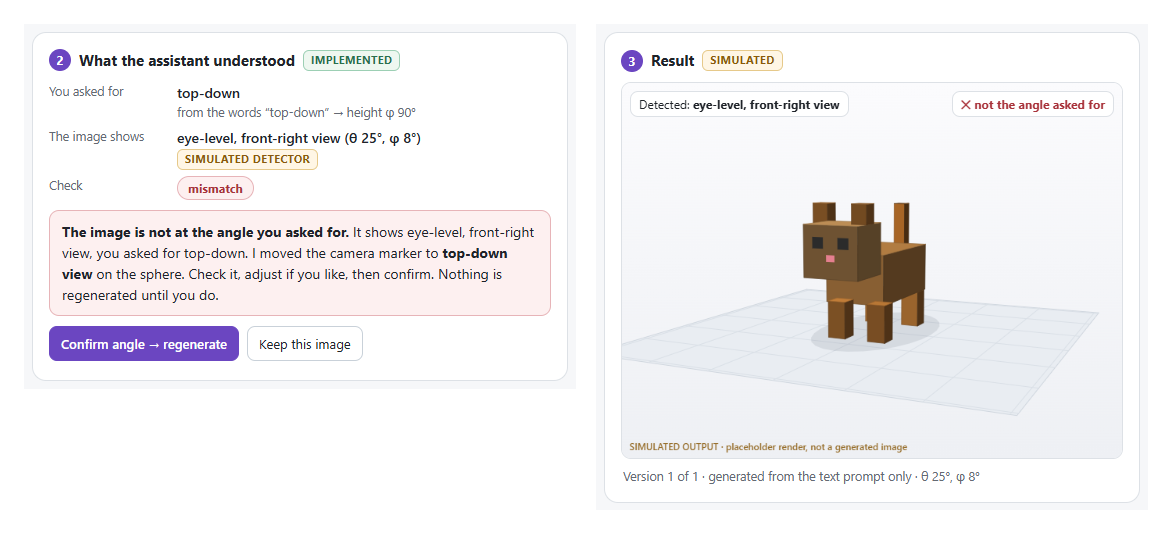 2 What the assistant understood IMPLEMENTED
You asked for top-down
from the words “top-down” → height φ 90°
The image shows eye-level, front-right view (θ 25°, φ 8°)
SIMULATED DETECTOR
Check mismatch
The image is not at the angle you asked for. It shows eye-level, front-right
view, you asked for top-down. I moved the camera marker to top-down
view on the sphere. Check it, adjust if you like, then confirm. Nothing is
regenerated until you do.
Confirm angle → regenerate Keep this image
3 Result SIMULATED
Detected: eye-level, front-right view ✕ not the angle asked for
SIMULATED OUTPUT · placeholder render, not a generated image
Version 1 of 1 · generated from the text prompt only · θ 25°, φ 8°